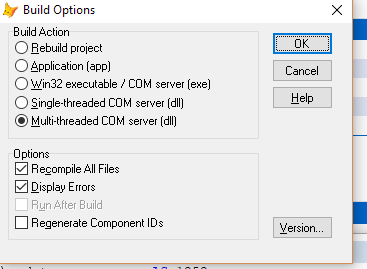 Build Options
Build Action
Rebuild project
Application (app)
Win32 executable / COM server (exe)
Single-threaded COM server (dll)
Multi-threaded COM server (dll)
OK
Cancel
Help
Options
Recompile All Files
Display Errors
Run After Build
Regenerate Component IDs
Version...